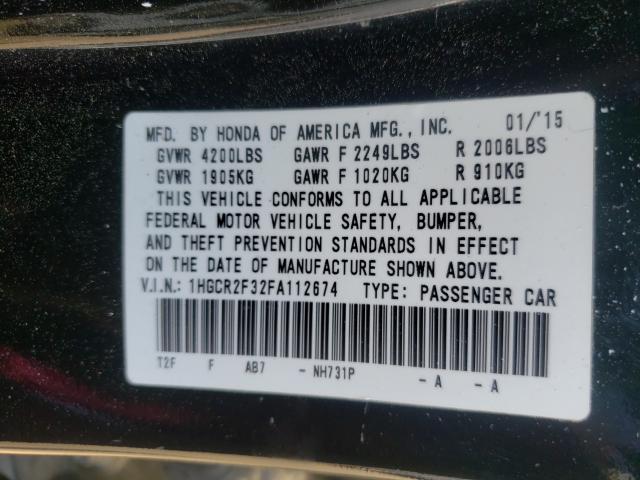 MFD. BY HONDA OF AMERICA MFG., INC. 01/'15
GVWR 4200LBS GAWR F 2249LBS R 2006LBS
GVWR 1905KG GAWR F 1020KG R 910KG
THIS VEHICLE CONFORMS TO ALL APPLICABLE
FEDERAL MOTOR VEHICLE SAFETY, BUMPER,
AND THEFT PREVENTION STANDARDS IN EFFECT
ON THE DATE OF MANUFACTURE SHOWN ABOVE.
V.I.N.: 1HGCR2F32FA112674 TYPE: PASSENGER CAR
T2F F AB7 - NH731P - A - A